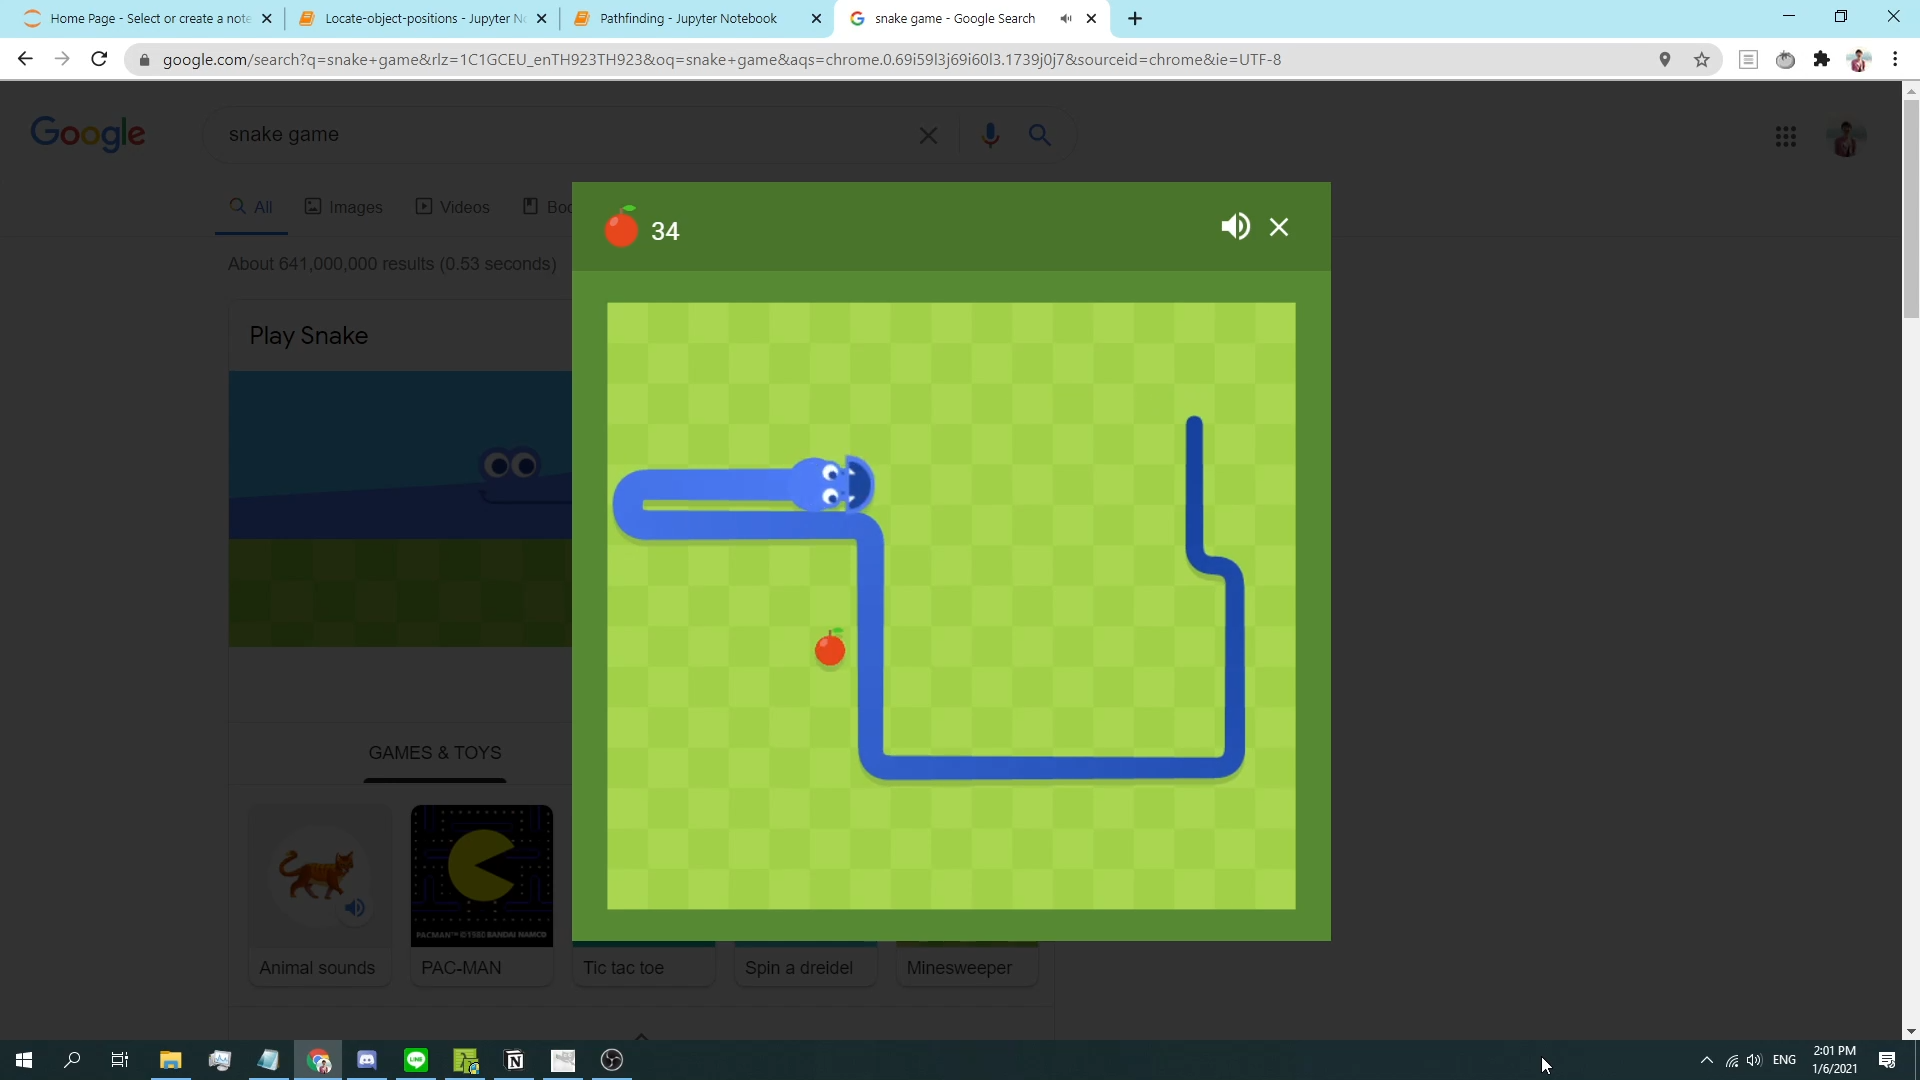 Home Page - Select or create a note
Locate-object-positions - Jupyter N
Pathfinding - Jupyter Notebook
snake game - Google Search
google.com/search?q=snake+game&rlz=1C1GCEU_enTH923TH923&oq=snake+game&aqs=chrome.0.69i59l3j69i60l3.1739j0j7&sourceid=chrome&ie=UTF-8
Google
snake game
All
Images
Videos
Boo
34
About 641,000,000 results (0.53 seconds)
Play Snake
GAMES & TOYS
PACMAN™ ©1980 BANDAI NAMCO
Animal sounds
PAC-MAN
Tic tac toe
Spin a dreidel
Minesweeper
ENG
2:01 PM
1/6/2021